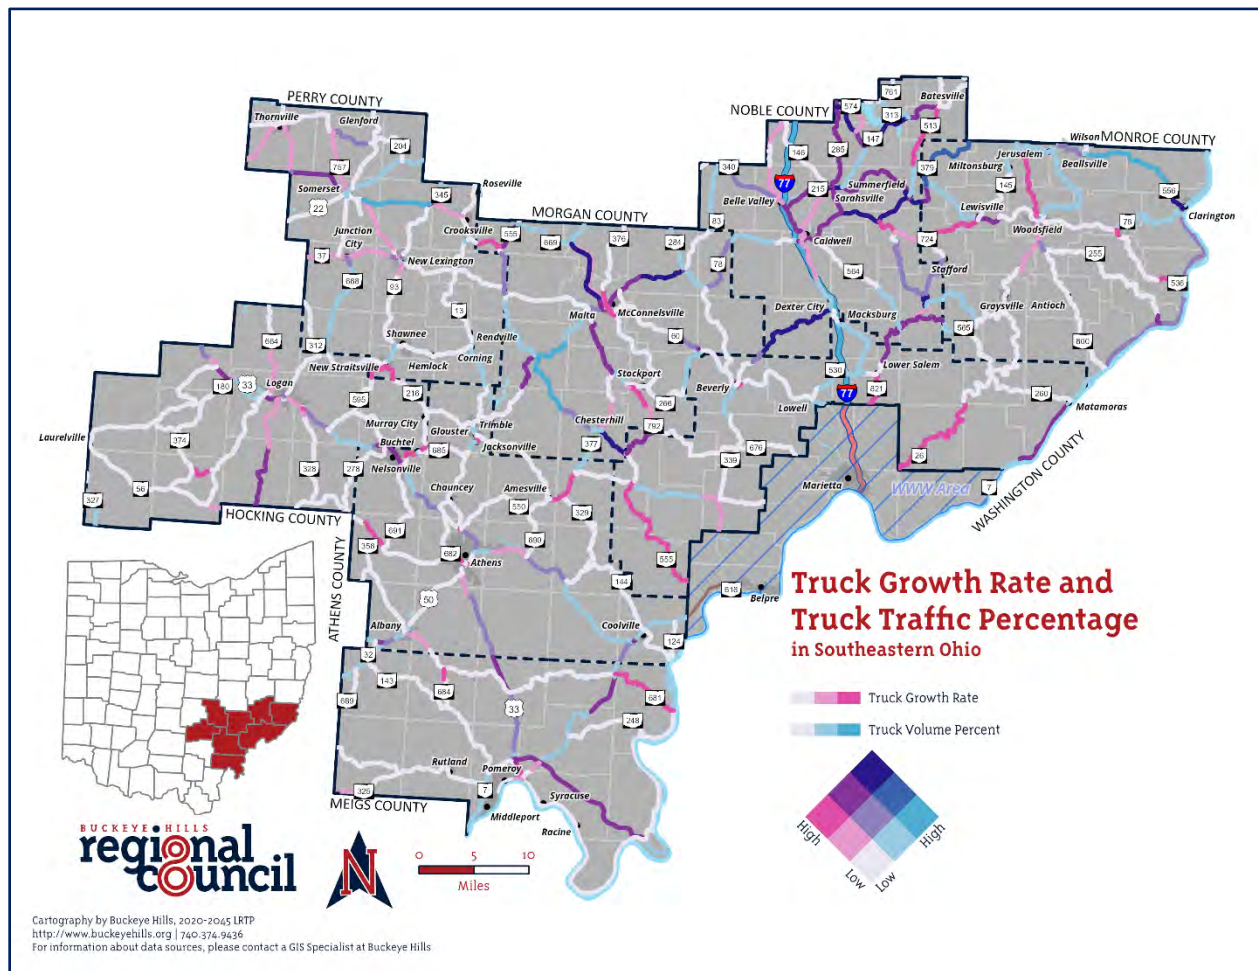 PERRY COUNTY
Thornville
Glenford
204
757
Somerset
22
345
Roseville
Junction
City
Crooksville
37
New Lexington
668
93
13
555
MORGAN COUNTY
669
376
284
83
78
Malta
McConnelsville
60
Stockport
266
792
Chesterhill
377
NOBLE COUNTY
340
146
77
Belle Valley
215
285
574
147
313
761
Batesville
513
Summerfield
Sarahsville
Caldwell
564
Dexter City
Macksburg
724
Stafford
379
MONROE COUNTY
Wilson
Jerusalem
Beallsville
Miltonsburg
145
Lewisville
Woodsfield
78
556
Clarington
255
536
Graysville
Antioch
565
800
Lower Salem
821
530
77
260
Matamoras
26
7
WASHINGTON COUNTY
WWW Area
Marietta
Beverly
Lowell
676
339
618
Belpre
555
Shawnee
Rendville
Hemlock
Corning
New Straitsville
312
664
180
33
Logan
595
216
Laurelville
374
Murray City
Buchtel
Glouster
Trimble
Jacksonville
685
Nelsonville
278
328
56
327
HOCKING COUNTY
Chauncey
Amesville
550
329
691
690
356
682
Athens
50
144
ATHENS COUNTY
Albany
Coolville
32
124
143
684
681
689
33
248
Rutland
Pomeroy
325
7
Syracuse
Middleport
Racine
MEIGS COUNTY
Truck Growth Rate and
Truck Traffic Percentage
in Southeastern Ohio
Truck Growth Rate
Truck Volume Percent
High
High
Low
Low
BUCKEYE HILLS
regional
council
N
0 5 10
Miles
Cartography by Buckeye Hills, 2020-2045 LRTP
http://www.buckeyehills.org | 740.374.9436
For information about data sources, please contact a GIS Specialist at Buckeye Hills